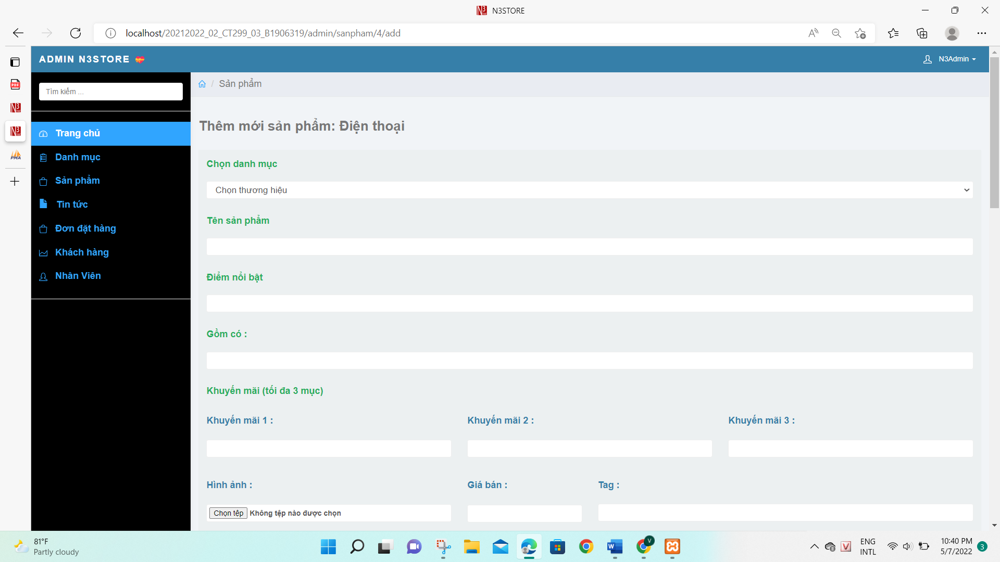 N3STORE
localhost/20212022_02_CT299_03_B1906319/admin/sanpham/4/add
ADMIN N3STORE
N3Admin
Tìm kiếm ...
/ Sản phẩm
Trang chủ
Danh mục
Sản phẩm
Tin tức
Đơn đặt hàng
Khách hàng
Nhân Viên
Thêm mới sản phẩm: Điện thoại
Chọn danh mục
Chọn thương hiệu
Tên sản phẩm
Điểm nổi bật
Gồm có :
Khuyến mãi (tối đa 3 mục)
Khuyến mãi 1 : Khuyến mãi 2 : Khuyến mãi 3 :
Hình ảnh : Giá bán : Tag :
Chọn tệp Không tệp nào được chọn
81°F
Partly cloudy
ENG
INTL
10:40 PM
5/7/2022
3